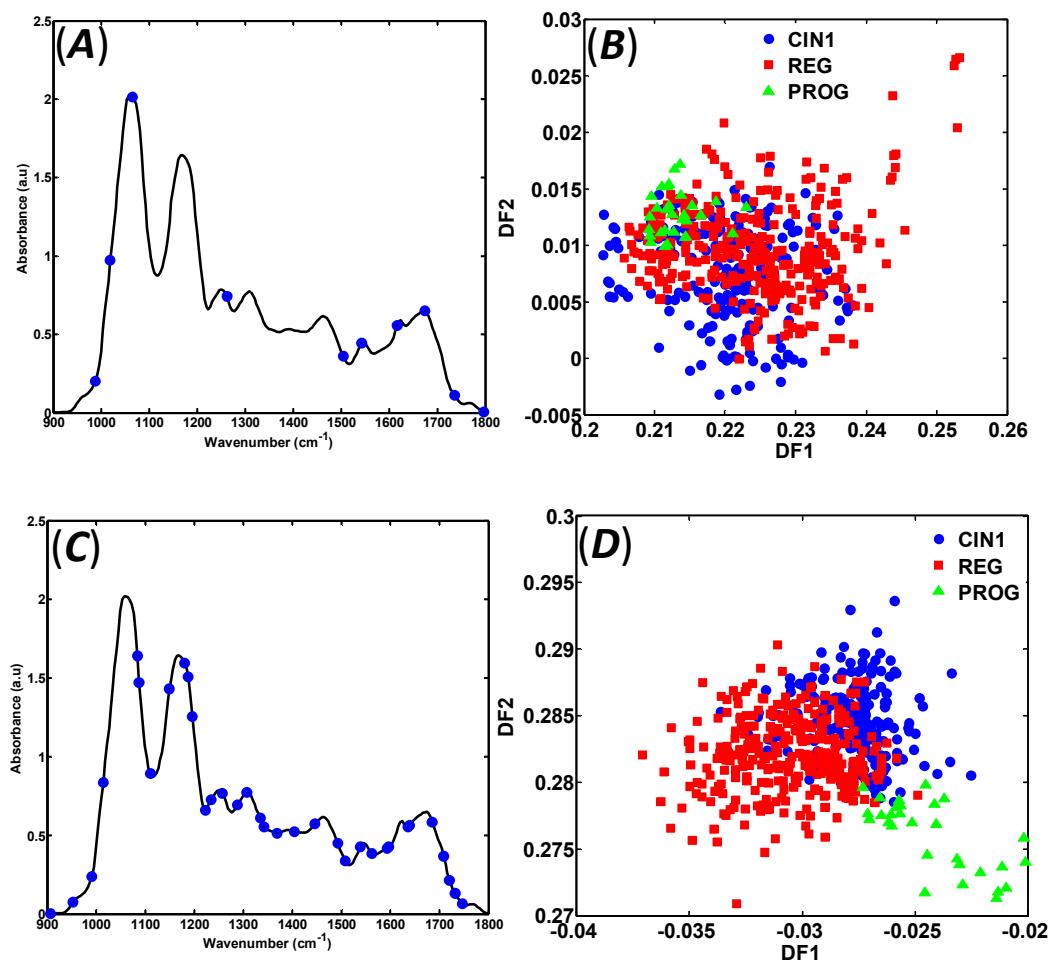 (A)
2.5
2
1.5
1
0.5
0
Absorbance (a.u)
900 1000 1100 1200 1300 1400 1500 1600 1700 1800
Wavenumber (cm-1)
(B)
CIN1
REG
PROG
0.03
0.025
0.02
0.015
0.01
0.005
0
-0.005
DF2
0.2 0.21 0.22 0.23 0.24 0.25 0.26
DF1
(C)
2.5
2
1.5
1
0.5
0
Absorbance (a.u)
900 1000 1100 1200 1300 1400 1500 1600 1700 1800
Wavenumber (cm-1)
(D)
CIN1
REG
PROG
0.3
0.295
0.29
0.285
0.28
0.275
0.27
DF2
-0.04 -0.035 -0.03 -0.025 -0.02
DF1